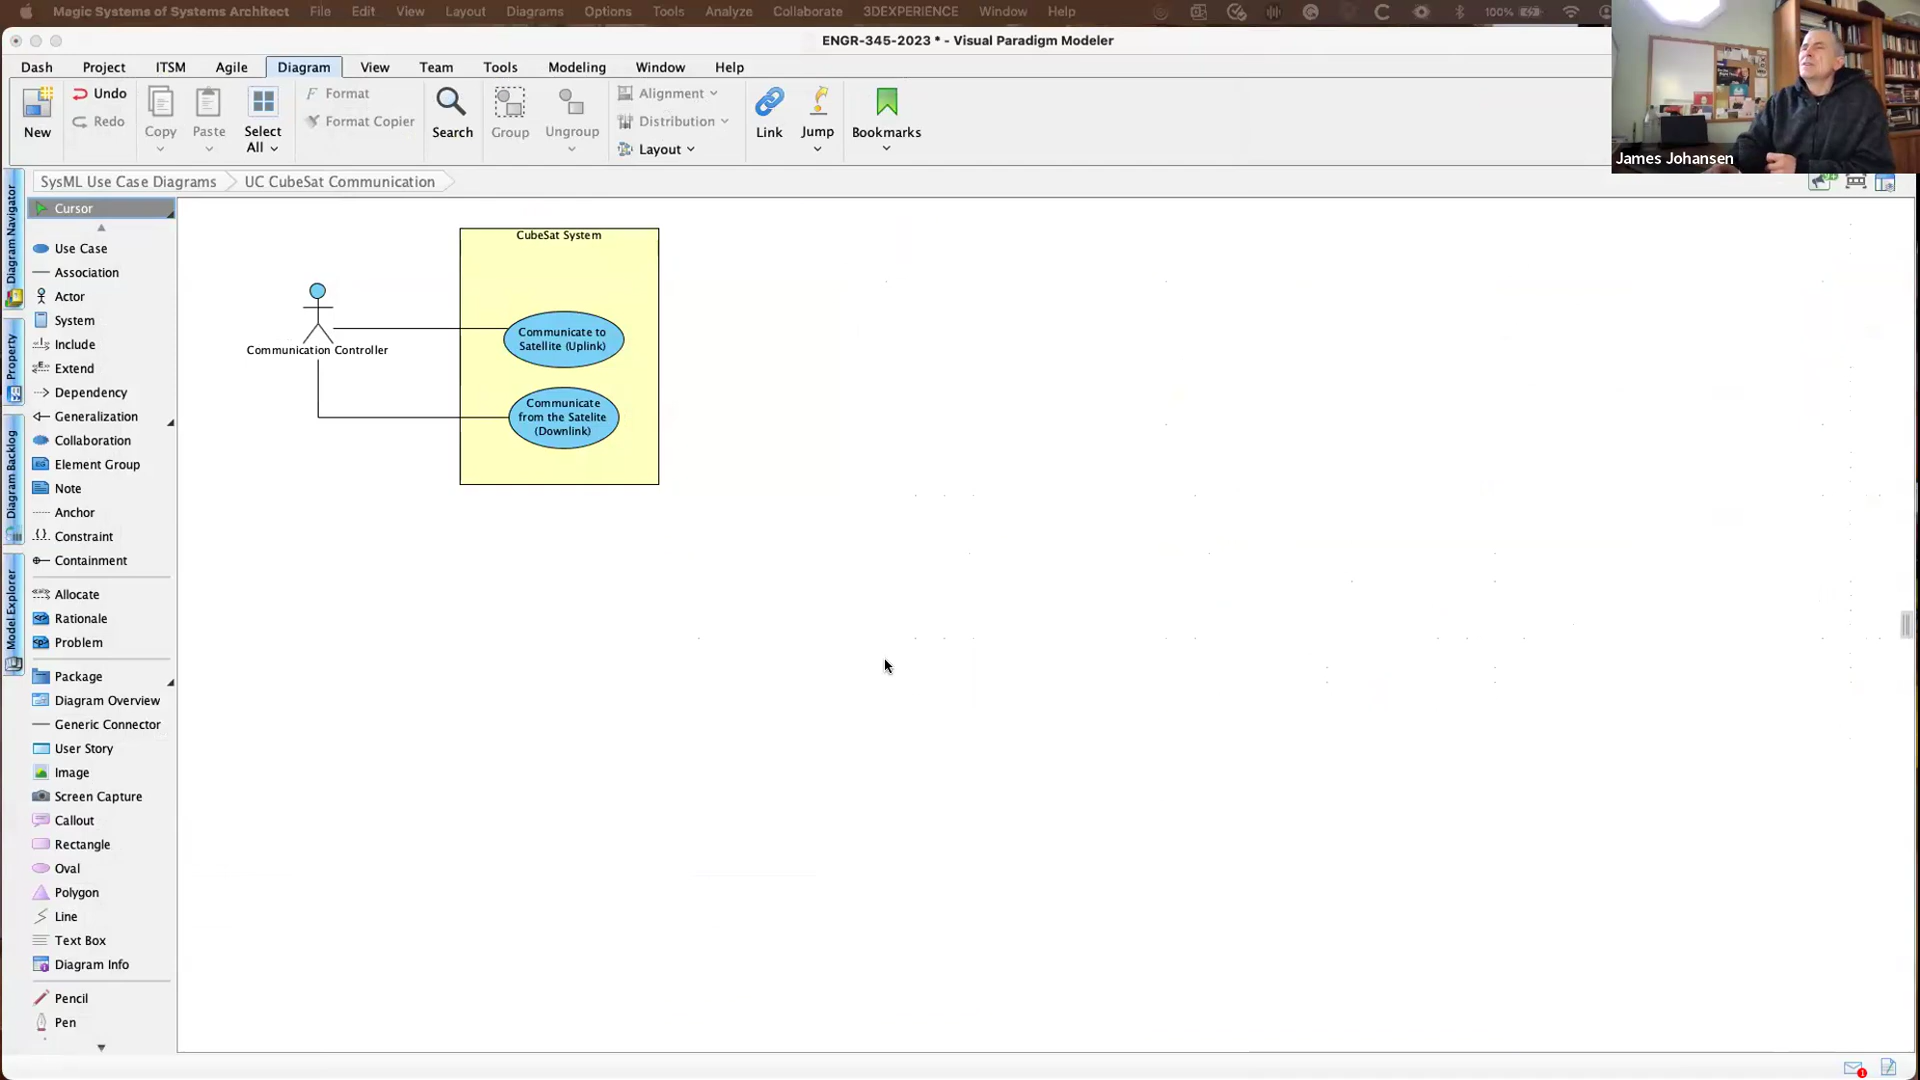 Magic Systems of Systems Architect File Edit View Layout Diagrams Options Tools Analyze Collaborate 3DEXPERIENCE Window Help 100%
ENGR-345-2023 * - Visual Paradigm Modeler
Dash Project ITSM Agile Diagram View Team Tools Modeling Window Help
New
Undo
Redo
Copy
Paste
Select
All
Format
Format Copier
Search
Group
Ungroup
Alignment
Distribution
Layout
Link
Jump
Bookmarks
James Johansen
SysML Use Case Diagrams UC CubeSat Communication
Diagram Navigator
Property
Diagram Backlog
Model Explorer
Cursor
Use Case
Association
Actor
System
Include
Extend
Dependency
Generalization
Collaboration
Element Group
Note
Anchor
Constraint
Containment
Allocate
Rationale
Problem
Package
Diagram Overview
Generic Connector
User Story
Image
Screen Capture
Callout
Rectangle
Oval
Polygon
Line
Text Box
Diagram Info
Pencil
Pen
CubeSat System
Communication Controller
Communicate to
Satellite (Uplink)
Communicate
from the Satelite
(Downlink)